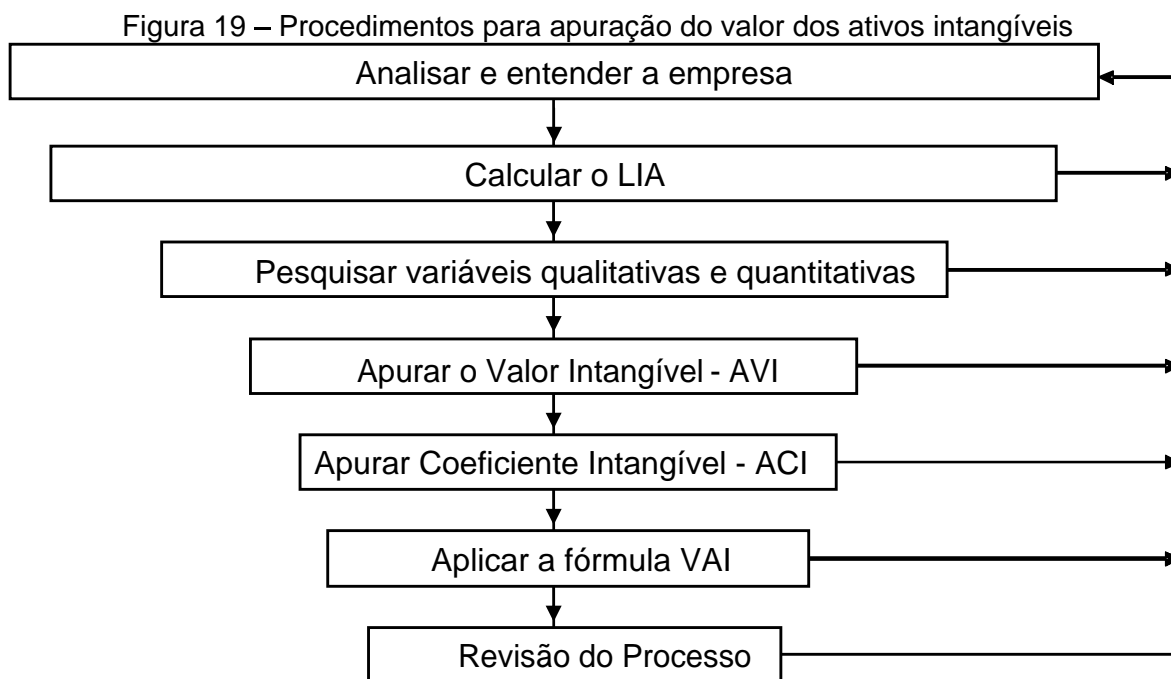 Figura 19 – Procedimentos para apuração do valor dos ativos intangíveis
Analisar e entender a empresa
Calcular o LIA
Pesquisar variáveis qualitativas e quantitativas
Apurar o Valor Intangível - AVI
Apurar Coeficiente Intangível - ACI
Aplicar a fórmula VAI
Revisão do Processo